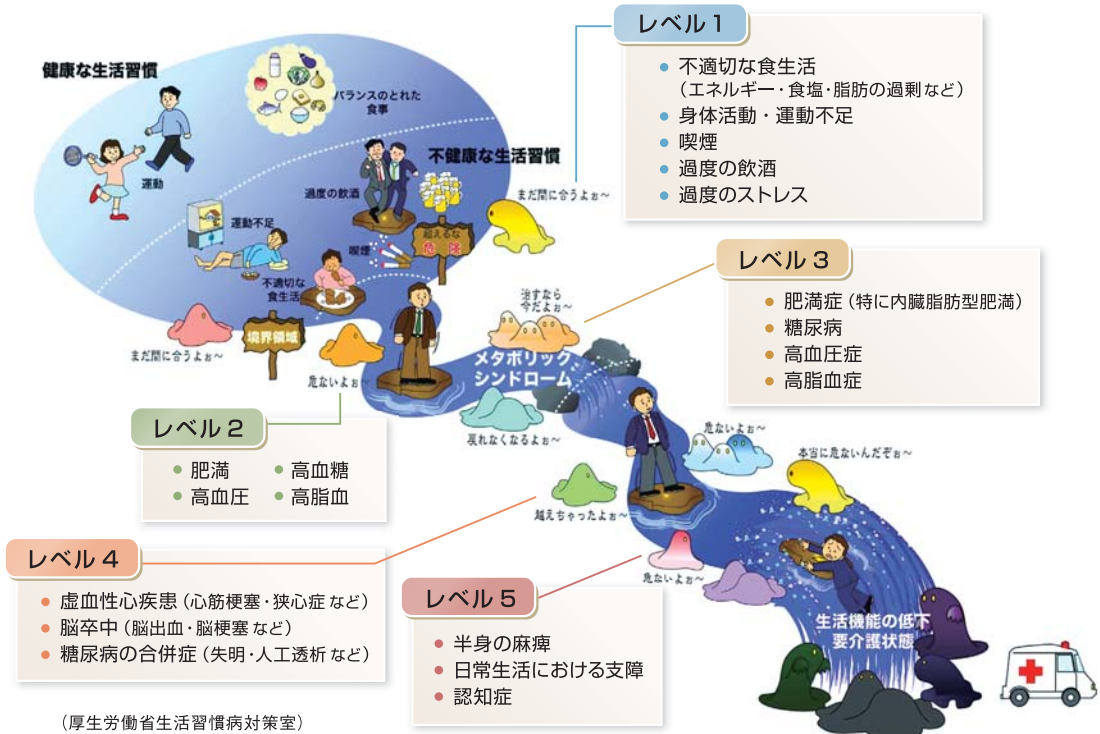 レベル1
● 不適切な食生活
（エネルギー・食塩・脂肪の過剰など）
● 身体活動・運動不足
● 喫煙
● 過度の飲酒
● 過度のストレス
健康な生活習慣
バランスのとれた
食事
運動
不健康な生活習慣
過度の飲酒
まだ間に合うよぉ〜
運動不足
喫煙
超えるな
危険
不適切な
食生活
境界領域
まだ間に合うよぉ〜
危ないよぉ〜
治すなら
今だよぉ〜
レベル3
● 肥満症（特に内臓脂肪型肥満）
● 糖尿病
● 高血圧症
● 高脂血症
メタボリック
シンドローム
戻れなくなるよぉ〜
レベル2
● 肥満 ● 高血糖
● 高血圧 ● 高脂血
危ないよぉ〜
本当に危ないんだぞぉ〜
越えちゃったよぉ〜
危ないよぉ〜
レベル4
● 虚血性心疾患（心筋梗塞・狭心症など）
● 脳卒中（脳出血・脳梗塞など）
● 糖尿病の合併症（失明・人工透析など）
レベル5
● 半身の麻痺
● 日常生活における支障
● 認知症
生活機能の低下
要介護状態
（厚生労働省生活習慣病対策室）